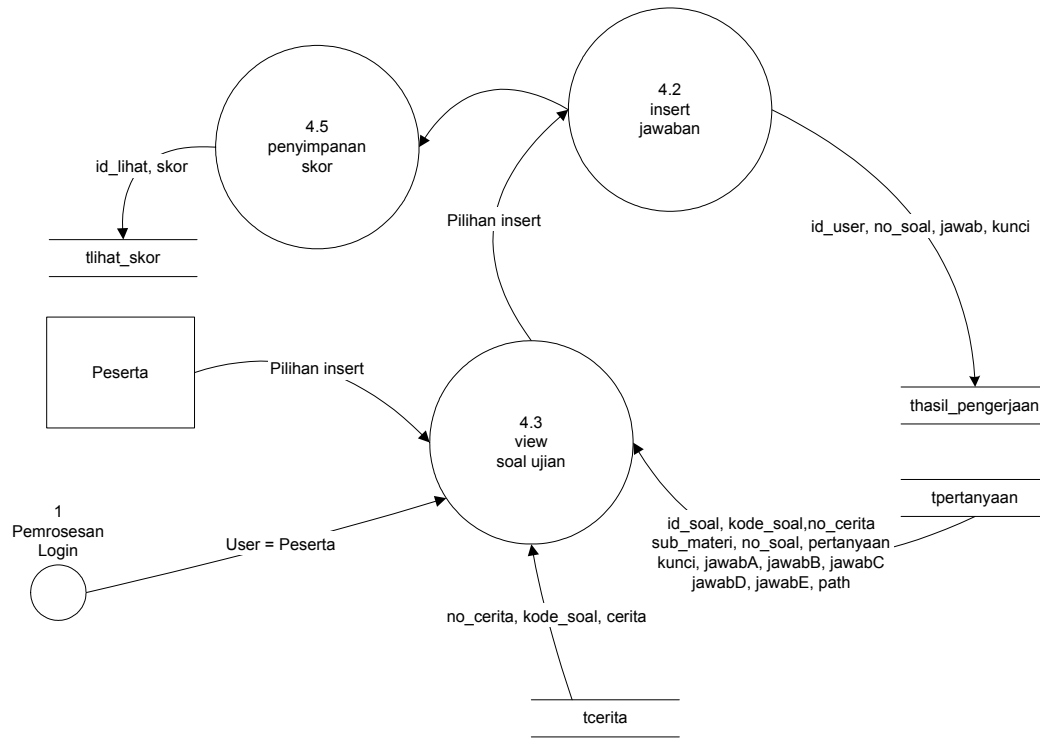 4.2
insert
jawaban
4.5
penyimpanan
skor
id_lihat, skor
Pilihan insert
id_user, no_soal, jawab, kunci
tlihat_skor
Peserta
Pilihan insert
thasil_pengerjaan
4.3
view
soal ujian
tpertanyaan
1
Pemrosesan
Login
id_soal, kode_soal,no_cerita
sub_materi, no_soal, pertanyaan
kunci, jawabA, jawabB, jawabC
jawabD, jawabE, path
User = Peserta
no_cerita, kode_soal, cerita
tcerita